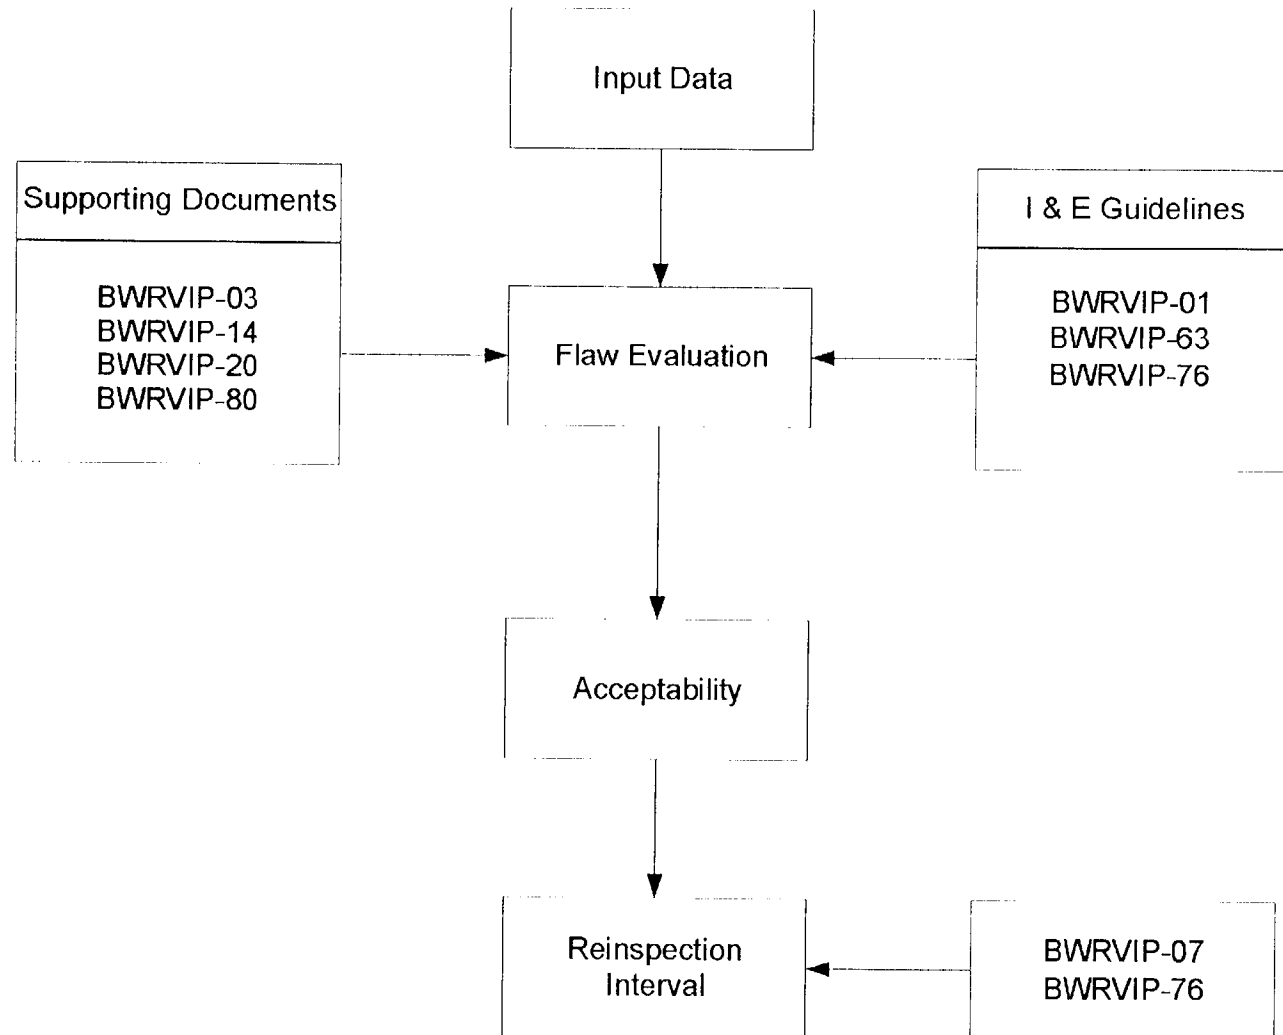 Input Data
Supporting Documents
BWRVIP-03
BWRVIP-14
BWRVIP-20
BWRVIP-80
Flaw Evaluation
I & E Guidelines
BWRVIP-01
BWRVIP-63
BWRVIP-76
Acceptability
Reinspection
Interval
BWRVIP-07
BWRVIP-76